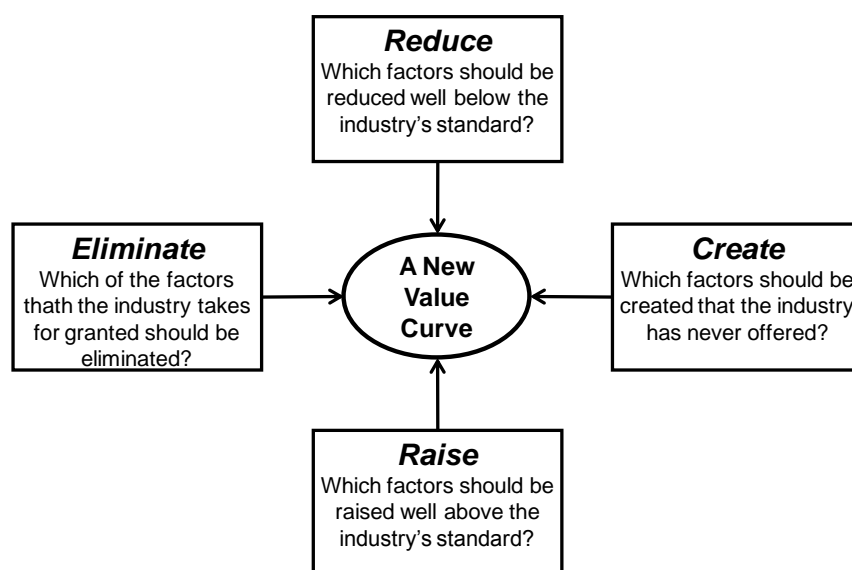 Reduce
Which factors should be
reduced well below the
industry’s standard?
Eliminate
Which of the factors
thath the industry takes
for granted should be
eliminated?
A New
Value
Curve
Create
Which factors should be
created that the industry
has never offered?
Raise
Which factors should be
raised well above the
industry’s standard?